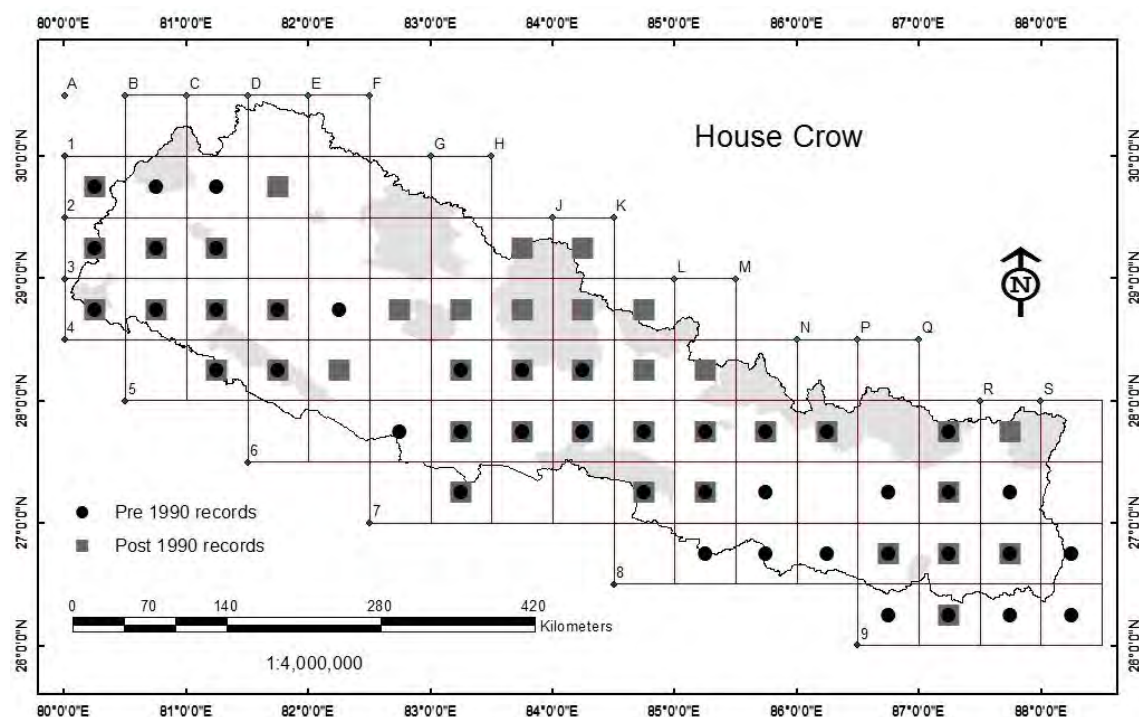 80°0'0"E 81°0'0"E 82°0'0"E 83°0'0"E 84°0'0"E 85°0'0"E 86°0'0"E 87°0'0"E 88°0'0"E
A B C D E F
House Crow
1 G H
30°0'0"N 30°0'0"N
2 J K
3 L M
29°0'0"N 29°0'0"N
N
4 N P Q
5 R S
28°0'0"N 28°0'0"N
6
Pre 1990 records
7
27°0'0"N 27°0'0"N
Post 1990 records
8
0 70 140 280 420
Kilometers
9
26°0'0"N 26°0'0"N
1:4,000,000
80°0'0"E 81°0'0"E 82°0'0"E 83°0'0"E 84°0'0"E 85°0'0"E 86°0'0"E 87°0'0"E 88°0'0"E